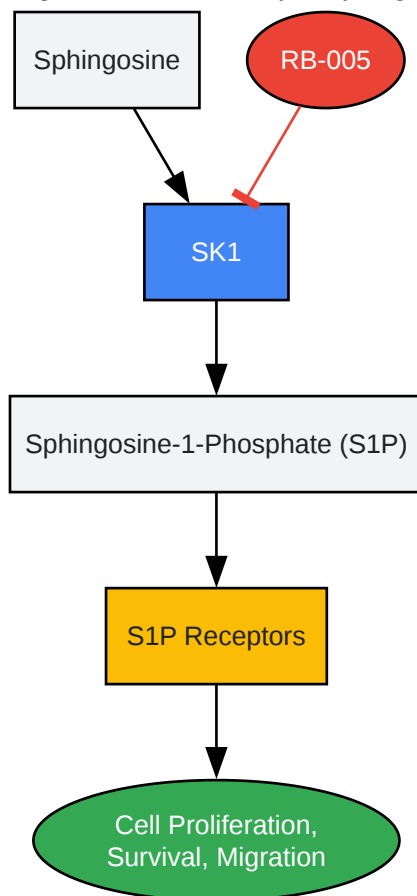 Sphingosine
RB-005
SK1
Sphingosine-1-Phosphate (S1P)
S1P Receptors
Cell Proliferation,
Survival, Migration